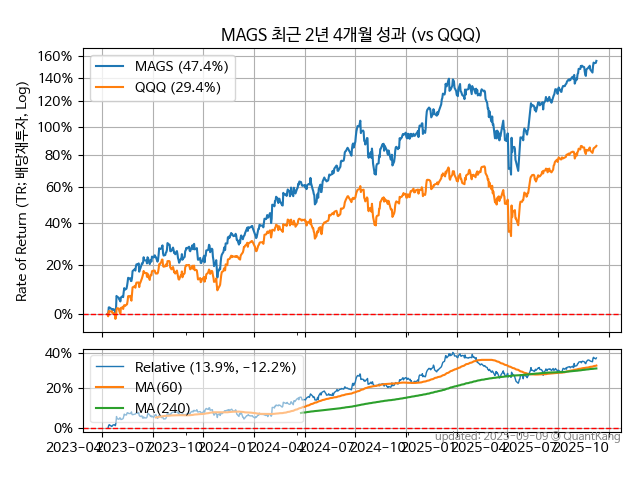 MAGS 최근 2년 4개월 성과 (vs QQQ)
160%
140%
120%
100%
80%
60%
40%
20%
0%
Rate of Return (TR: 배당재투자, Log)
MAGS (47.4%)
QQQ (29.4%)
40%
20%
0%
Relative (13.9%, −12.2%)
MA(60)
MA(240)
2023-04 2023-07 2023-10 2024-01 2024-04 2024-07 2024-10 2025-01 2025-04 2025-07 2025-10
updated: 2025-09-09 @ QuantKang